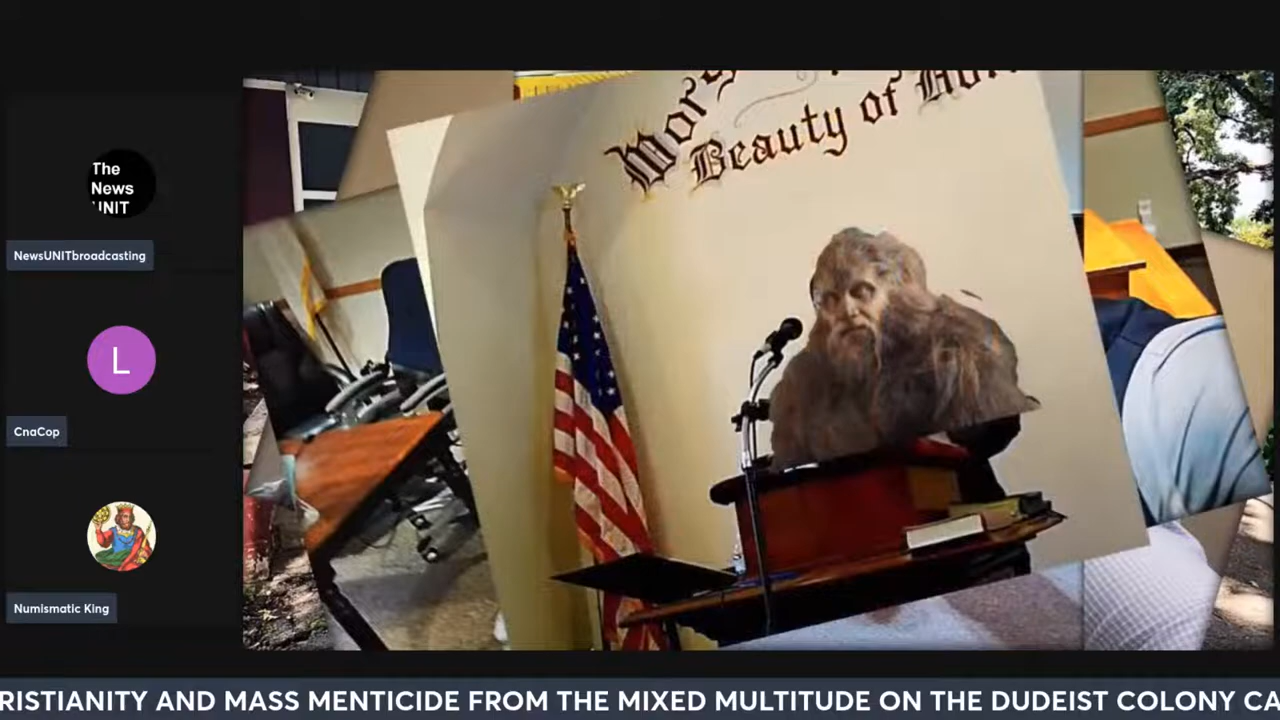 The
News
UNIT
NewsUNITbroadcasting
L
CnaCop
Numismatic King
Beauty of
RISTIANITY AND MASS MENTICIDE FROM THE MIXED MULTITUDE ON THE DUDEIST COLONY CA